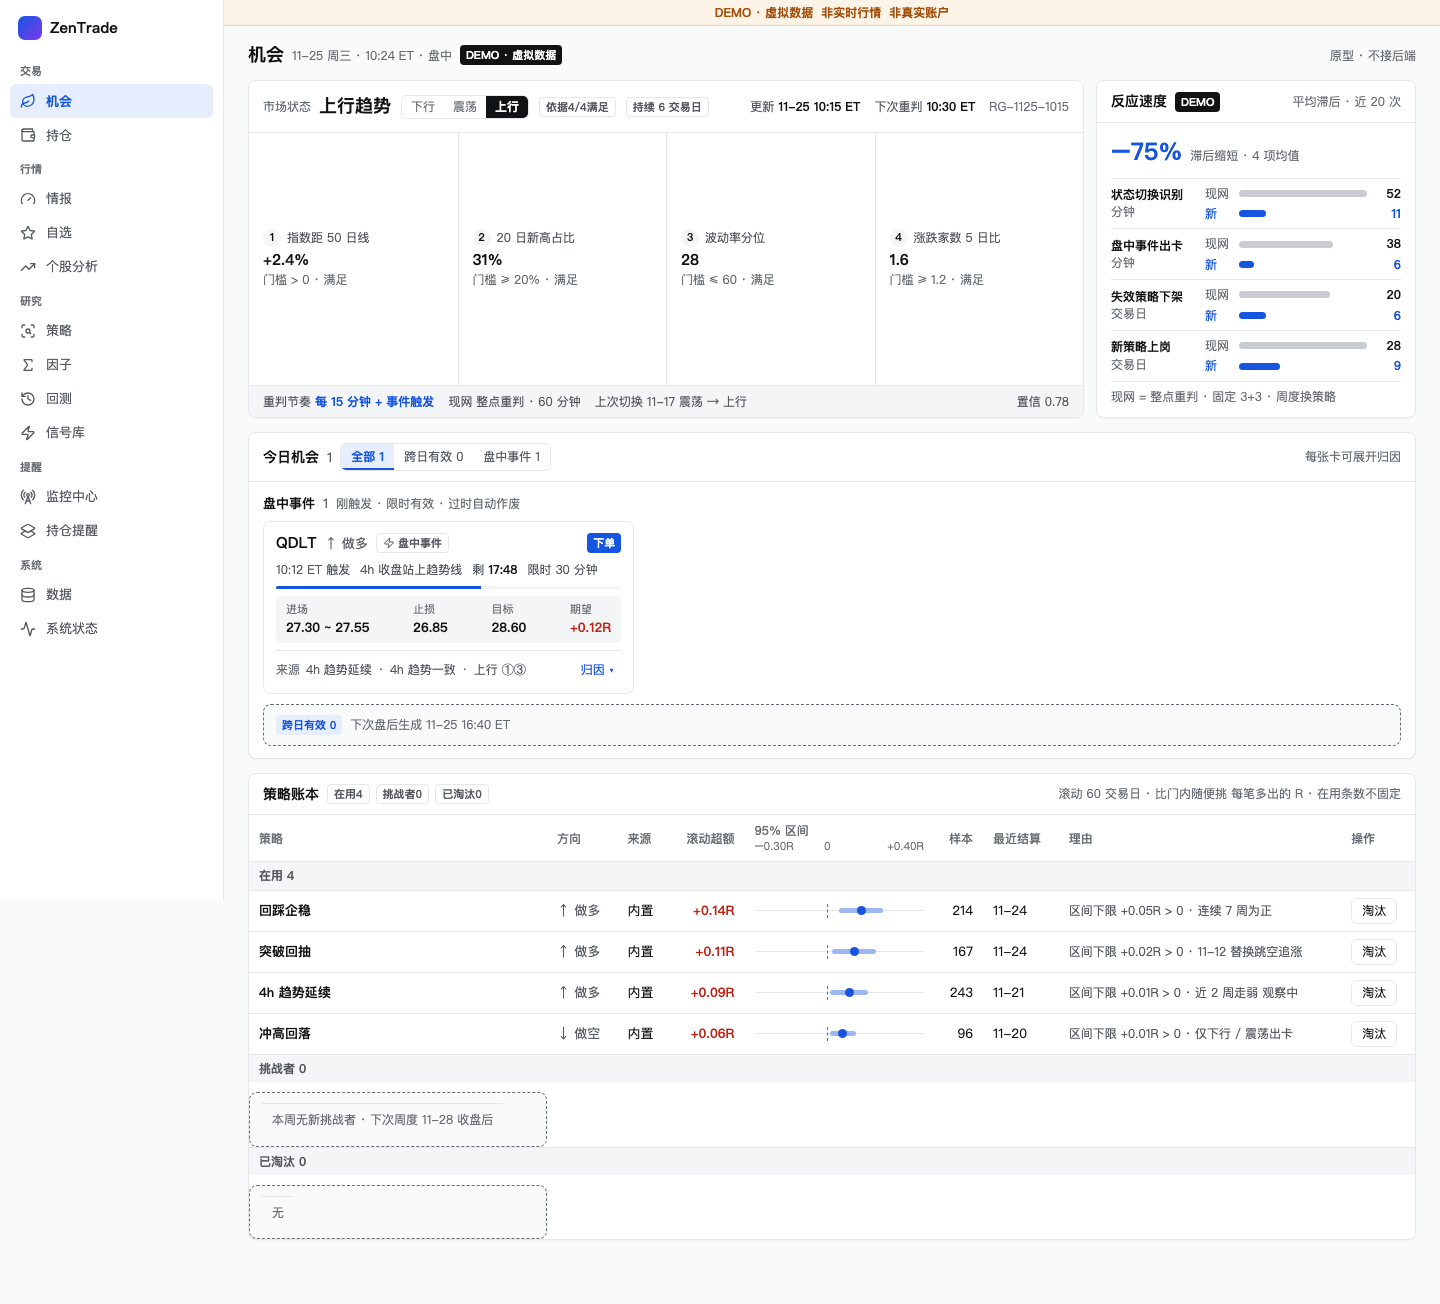 ZenTrade
交易
机会
持仓
行情
情报
自选
个股分析
研究
策略
因子
回测
信号库
提醒
监控中心
持仓提醒
系统
数据
系统状态
DEMO · 虚拟数据 非实时行情 非真实账户
机会 11-25 周三 · 10:24 ET · 盘中 DEMO · 虚拟数据 原型 · 不接后端
市场状态 上行趋势 下行 震荡 上行 依据4/4满足 持续 6 交易日 更新 11-25 10:15 ET 下次重判 10:30 ET RG-1125-1015
1 指数距 50 日线
+2.4%
门槛 > 0 · 满足
2 20 日新高占比
31%
门槛 ≥ 20% · 满足
3 波动率分位
28
门槛 ≤ 60 · 满足
4 涨跌家数 5 日比
1.6
门槛 ≥ 1.2 · 满足
重判节奏 每 15 分钟 + 事件触发 现网 整点重判 · 60 分钟 上次切换 11-17 震荡 → 上行 置信 0.78
反应速度 DEMO 平均滞后 · 近 20 次
−75% 滞后缩短 · 4 项均值
状态切换识别 现网 52
分钟 新 11
盘中事件出卡 现网 38
分钟 新 6
失效策略下架 现网 20
交易日 新 6
新策略上岗 现网 28
交易日 新 9
现网 = 整点重判 · 固定 3+3 · 周度换策略
今日机会 1 全部 1 跨日有效 0 盘中事件 1 每张卡可展开归因
盘中事件 1 刚触发 · 限时有效 · 过时自动作废
QDLT ↑ 做多 盘中事件 下单
10:12 ET 触发 4h 收盘站上趋势线 剩 17:48 限时 30 分钟
进场 止损 目标 期望
27.30 ~ 27.55 26.85 28.60 +0.12R
来源 4h 趋势延续 · 4h 趋势一致 · 上行 ①③ 归因 ▾
跨日有效 0 下次盘后生成 11-25 16:40 ET
策略账本 在用4 挑战者0 已淘汰0 滚动 60 交易日 · 比门内随便挑 每笔多出的 R · 在用条数不固定
策略 方向 来源 滚动超额 95% 区间 样本 最近结算 理由 操作
−0.30R 0 +0.40R
在用 4
回踩企稳 ↑ 做多 内置 +0.14R 214 11-24 区间下限 +0.05R > 0 · 连续 7 周为正 淘汰
突破回抽 ↑ 做多 内置 +0.11R 167 11-24 区间下限 +0.02R > 0 · 11-12 替换跳空追涨 淘汰
4h 趋势延续 ↑ 做多 内置 +0.09R 243 11-21 区间下限 +0.01R > 0 · 近 2 周走弱 观察中 淘汰
冲高回落 ↓ 做空 内置 +0.06R 96 11-20 区间下限 +0.01R > 0 · 仅下行 / 震荡出卡 淘汰
挑战者 0
本周无新挑战者 · 下次周度 11-28 收盘后
已淘汰 0
无